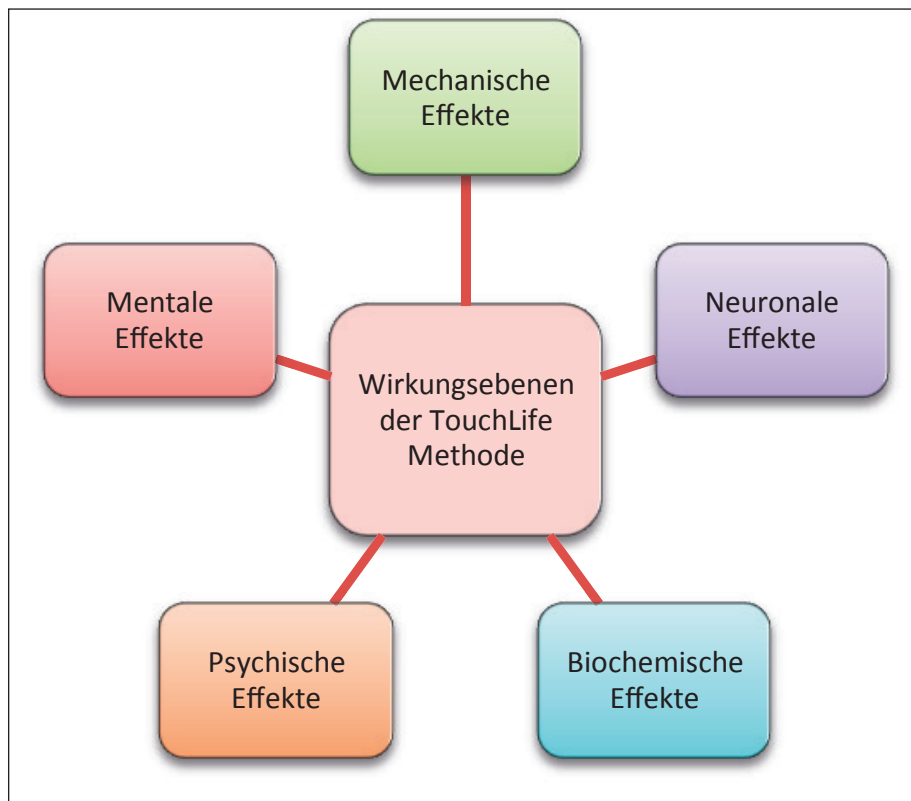 Mechanische
Effekte
Mentale
Effekte
Neuronale
Effekte
Wirkungsebenen
der TouchLife
Methode
Psychische
Effekte
Biochemische
Effekte